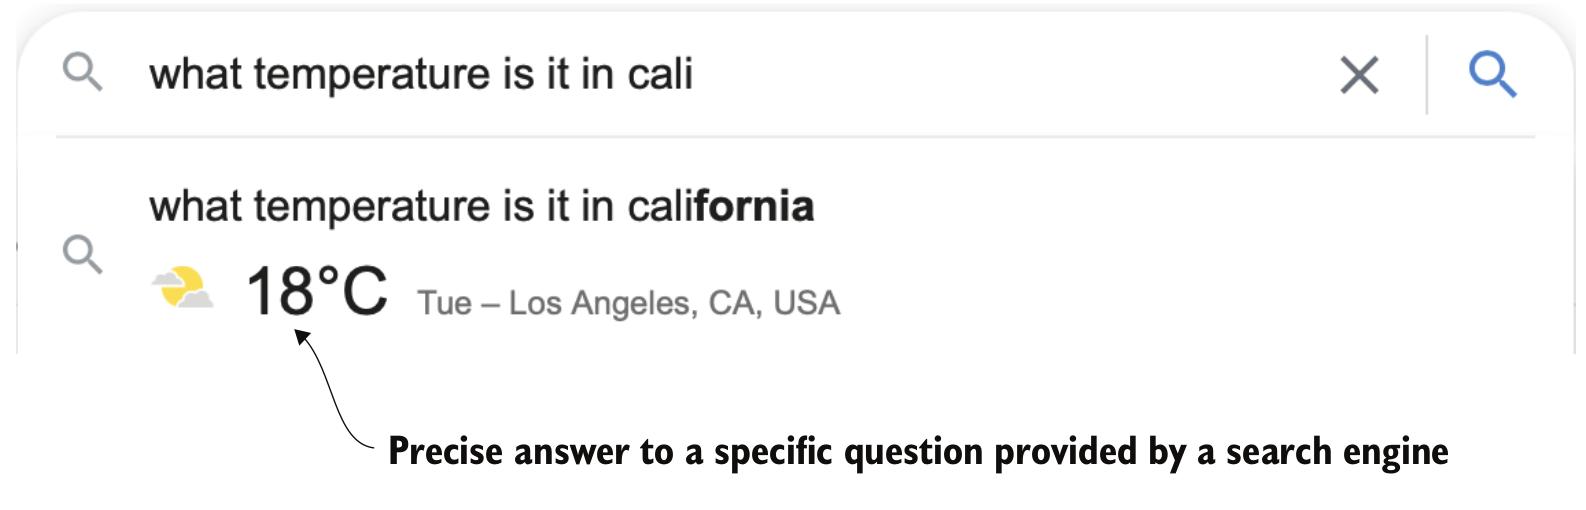 what temperature is it in cali
what temperature is it in california
18°C Tue – Los Angeles, CA, USA
Precise answer to a specific question provided by a search engine